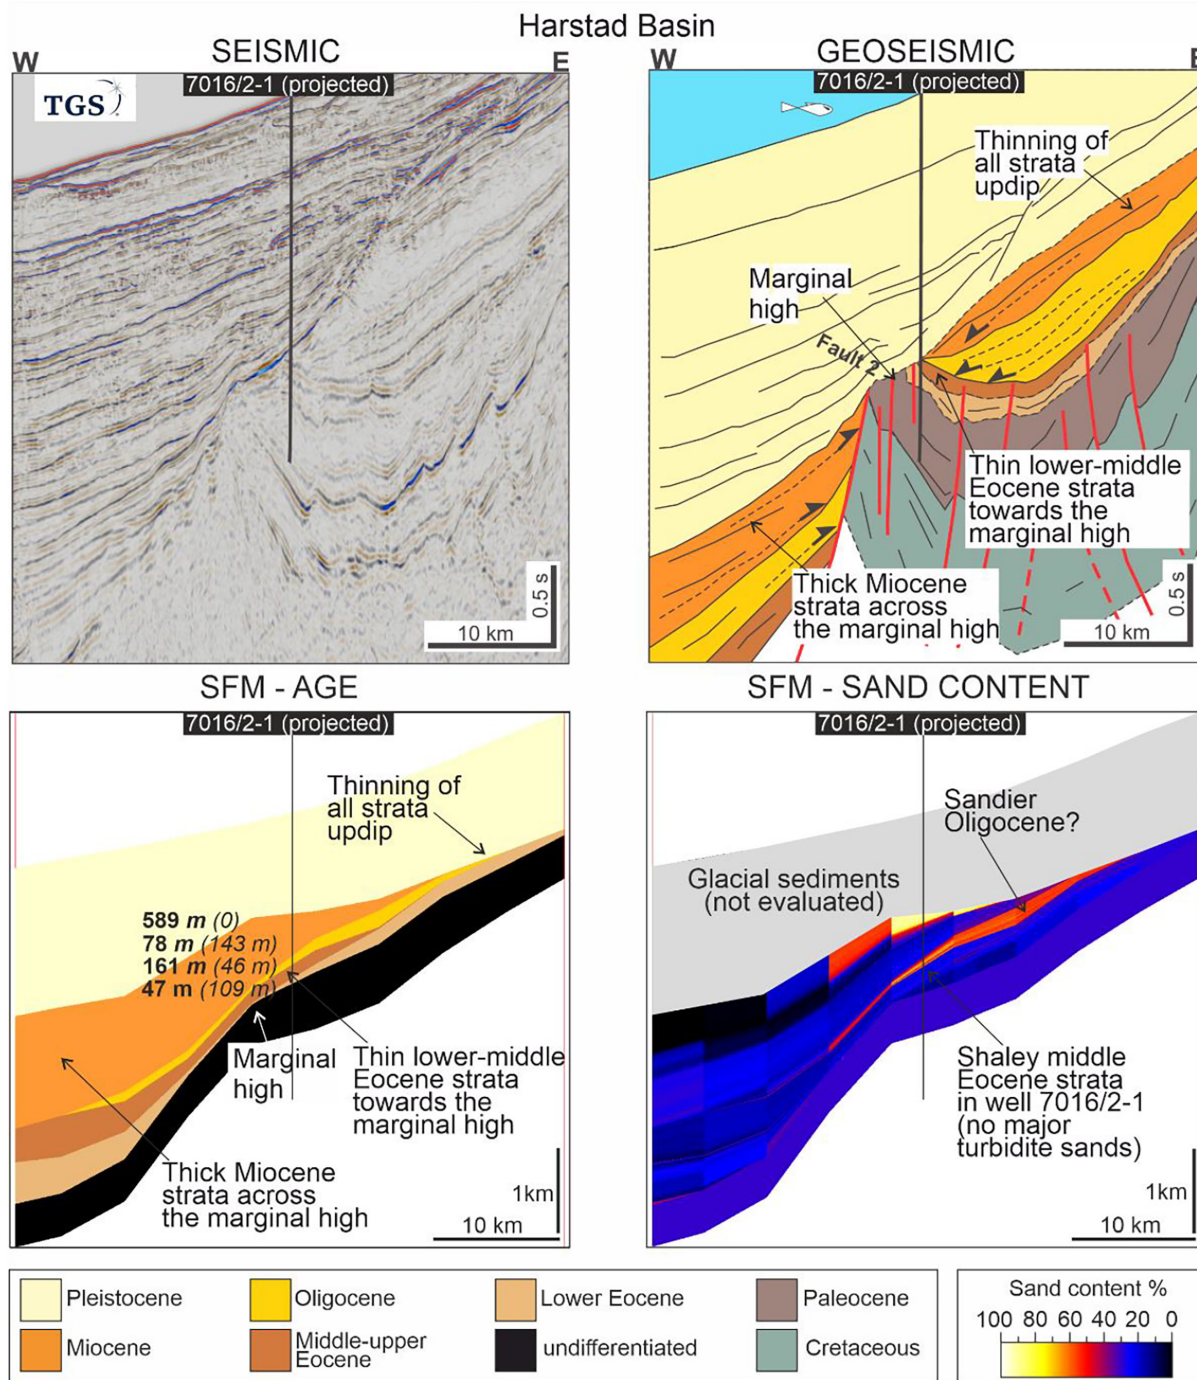 Harstad Basin
SEISMIC
W
E
7016/2-1 (projected)
TGS
10 km
0.5 s
GEOSEISMIC
W
E
7016/2-1 (projected)
Thinning of
all strata
updip
Marginal
high
Fault 2
Thin lower-middle
Eocene strata
towards the
marginal high
Thick Miocene
strata across
the marginal high
10 km
0.5 s
SFM - AGE
7016/2-1 (projected)
Thinning of
all strata
updip
589 m (0)
78 m (143 m)
161 m (46 m)
47 m (109 m)
Marginal
high
Thin lower-middle
Eocene strata
towards the
marginal high
Thick Miocene
strata across
the marginal high
1km
10 km
SFM - SAND CONTENT
7016/2-1 (projected)
Sandier
Oligocene?
Glacial sediments
(not evaluated)
Shaley middle
Eocene strata
in well 7016/2-1
(no major
turbidite sands)
1km
10 km
Pleistocene
Oligocene
Lower Eocene
Paleocene
Miocene
Middle-upper
Eocene
undifferentiated
Cretaceous
Sand content %
100 80 60 40 20 0